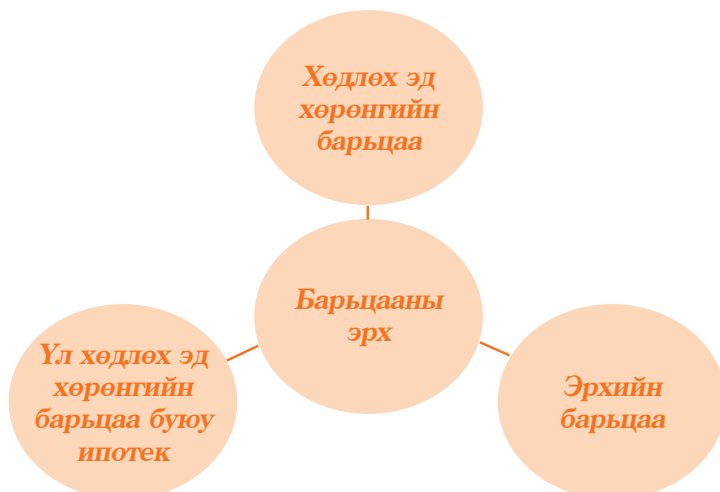 Хөдлөх эд
хөрөнгийн
барьцаа
Барьцааны
эрх
Үл хөдлөх эд
хөрөнгийн
барьцаа буюу
ипотек
Эрхийн
барьцаа